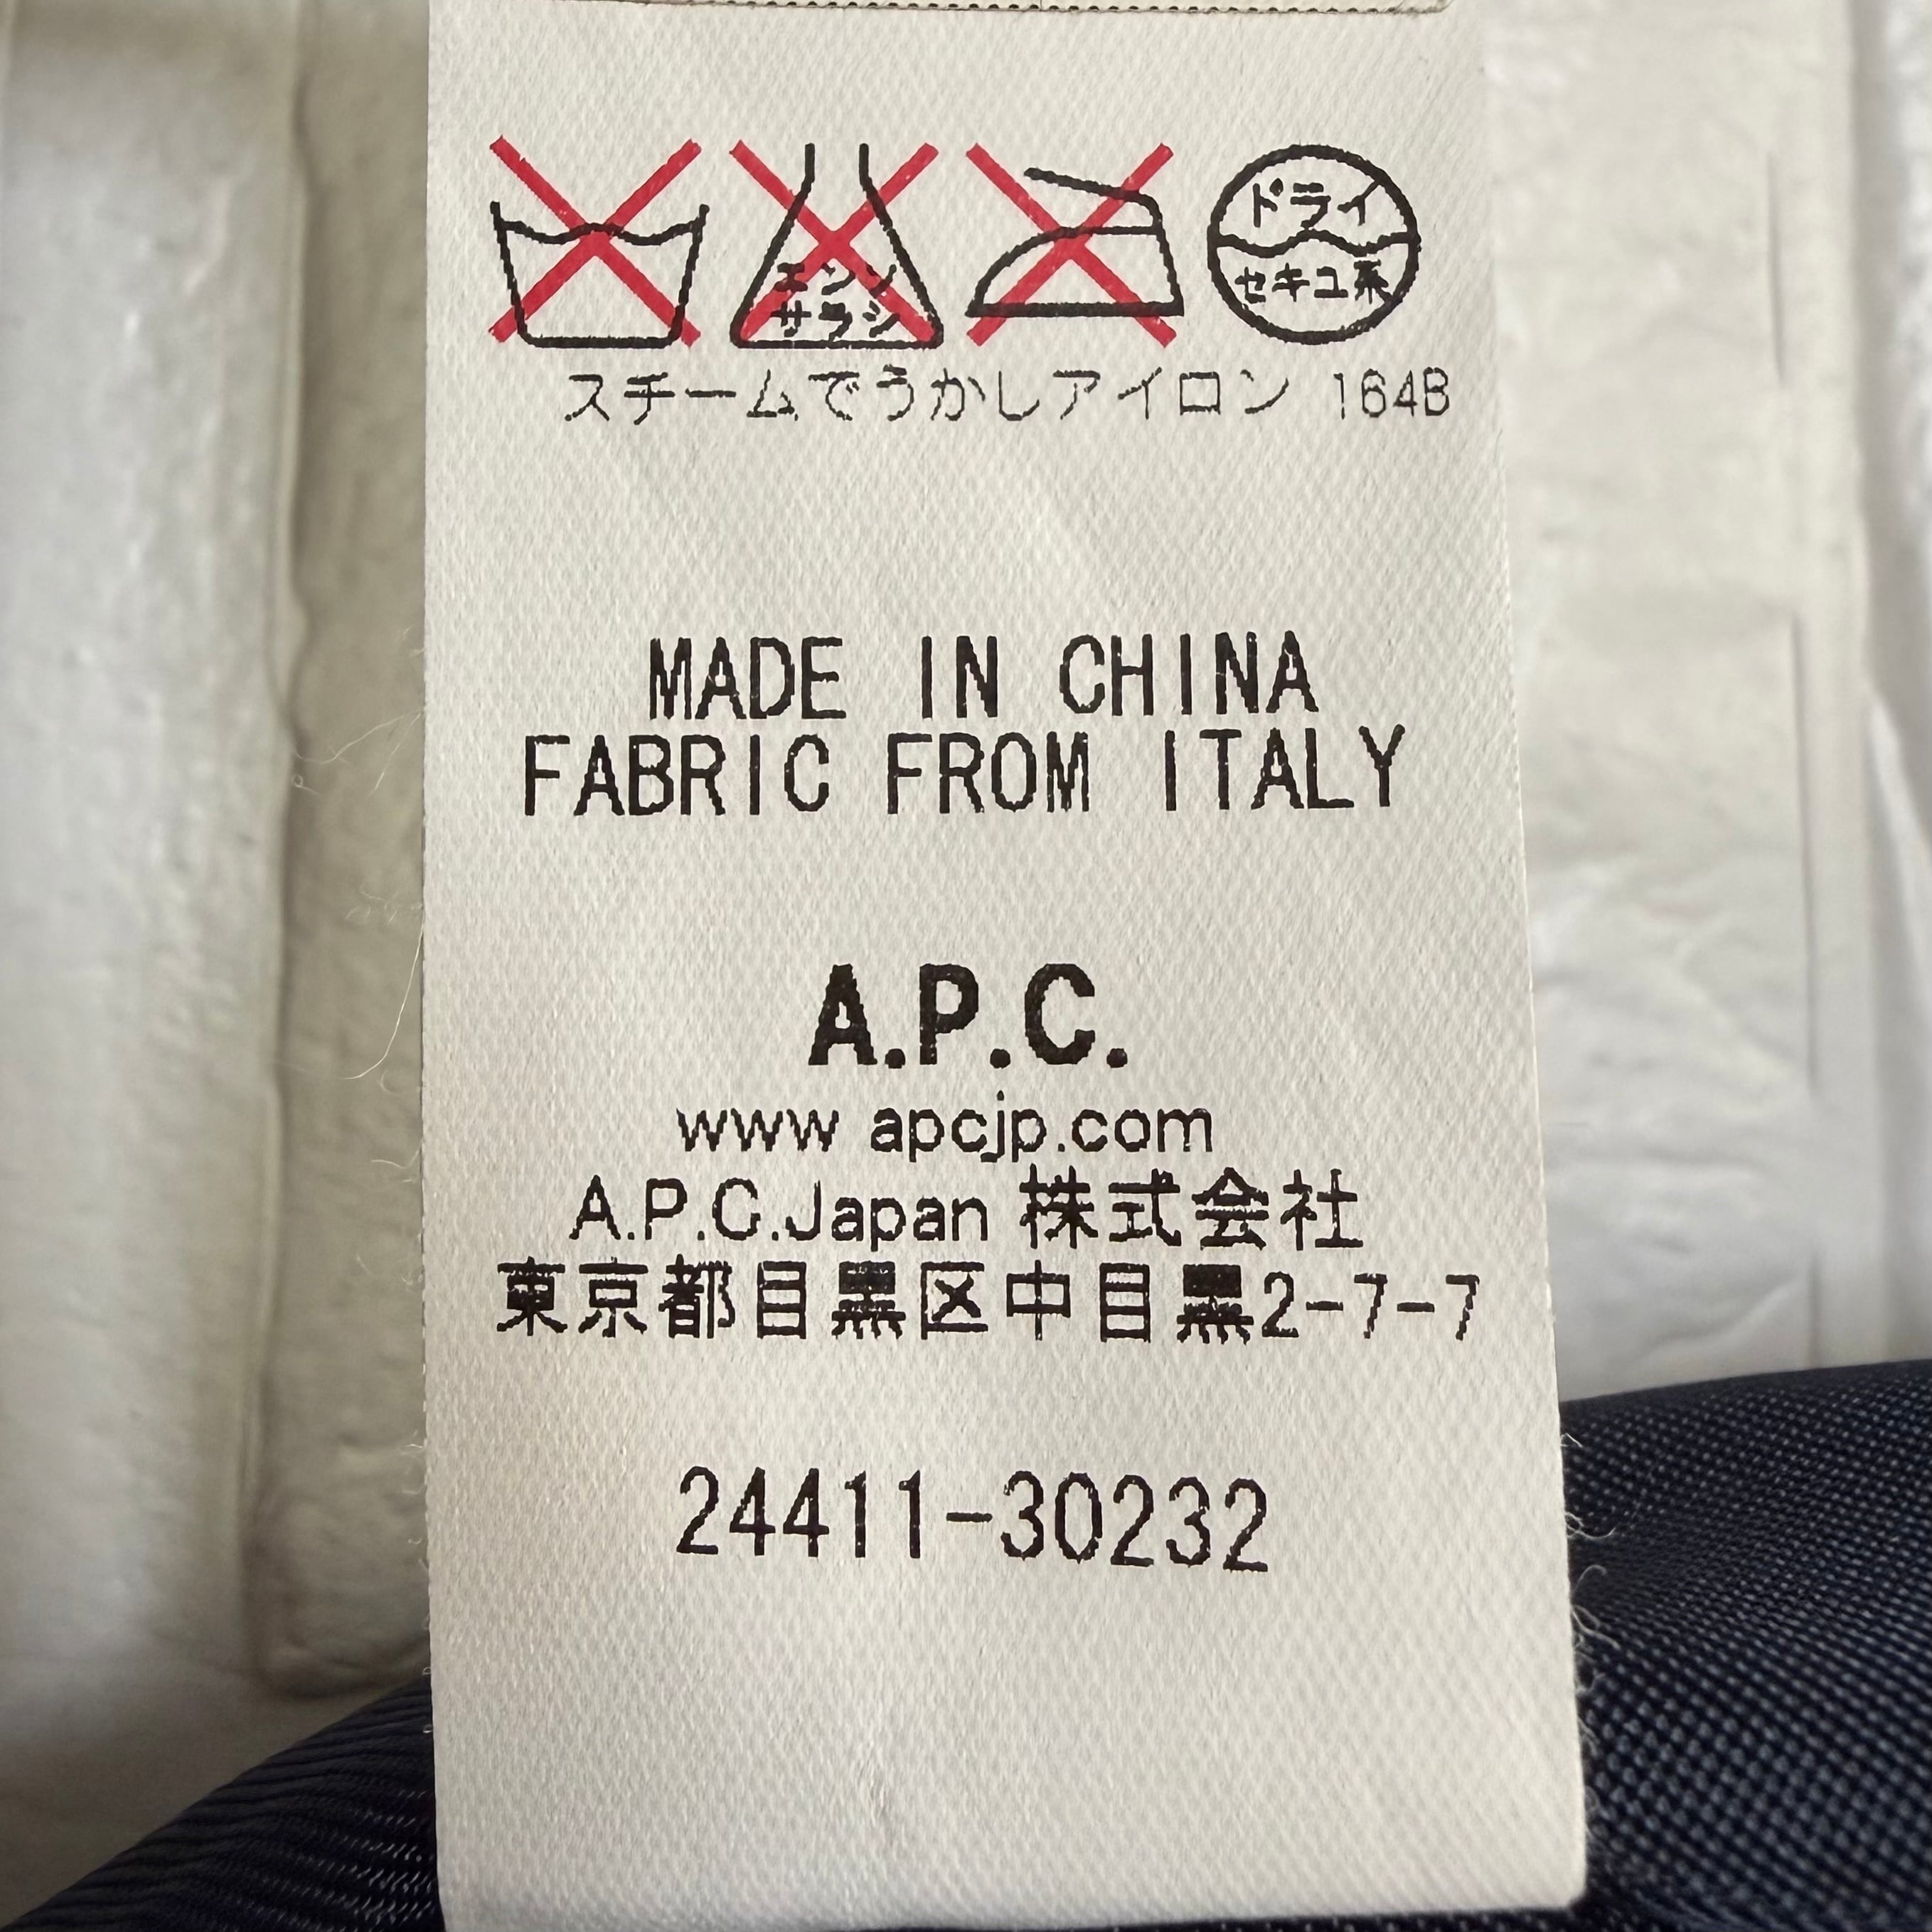 エンソ
サラシ
ドライ
セキユ系
スチームでうかしアイロン 164B
MADE IN CHINA
FABRIC FROM ITALY
A.P.C.
www apcjp.com
A.P.C.Japan 株式会社
東京都目黒区中目黒2-7-7
24411-30232